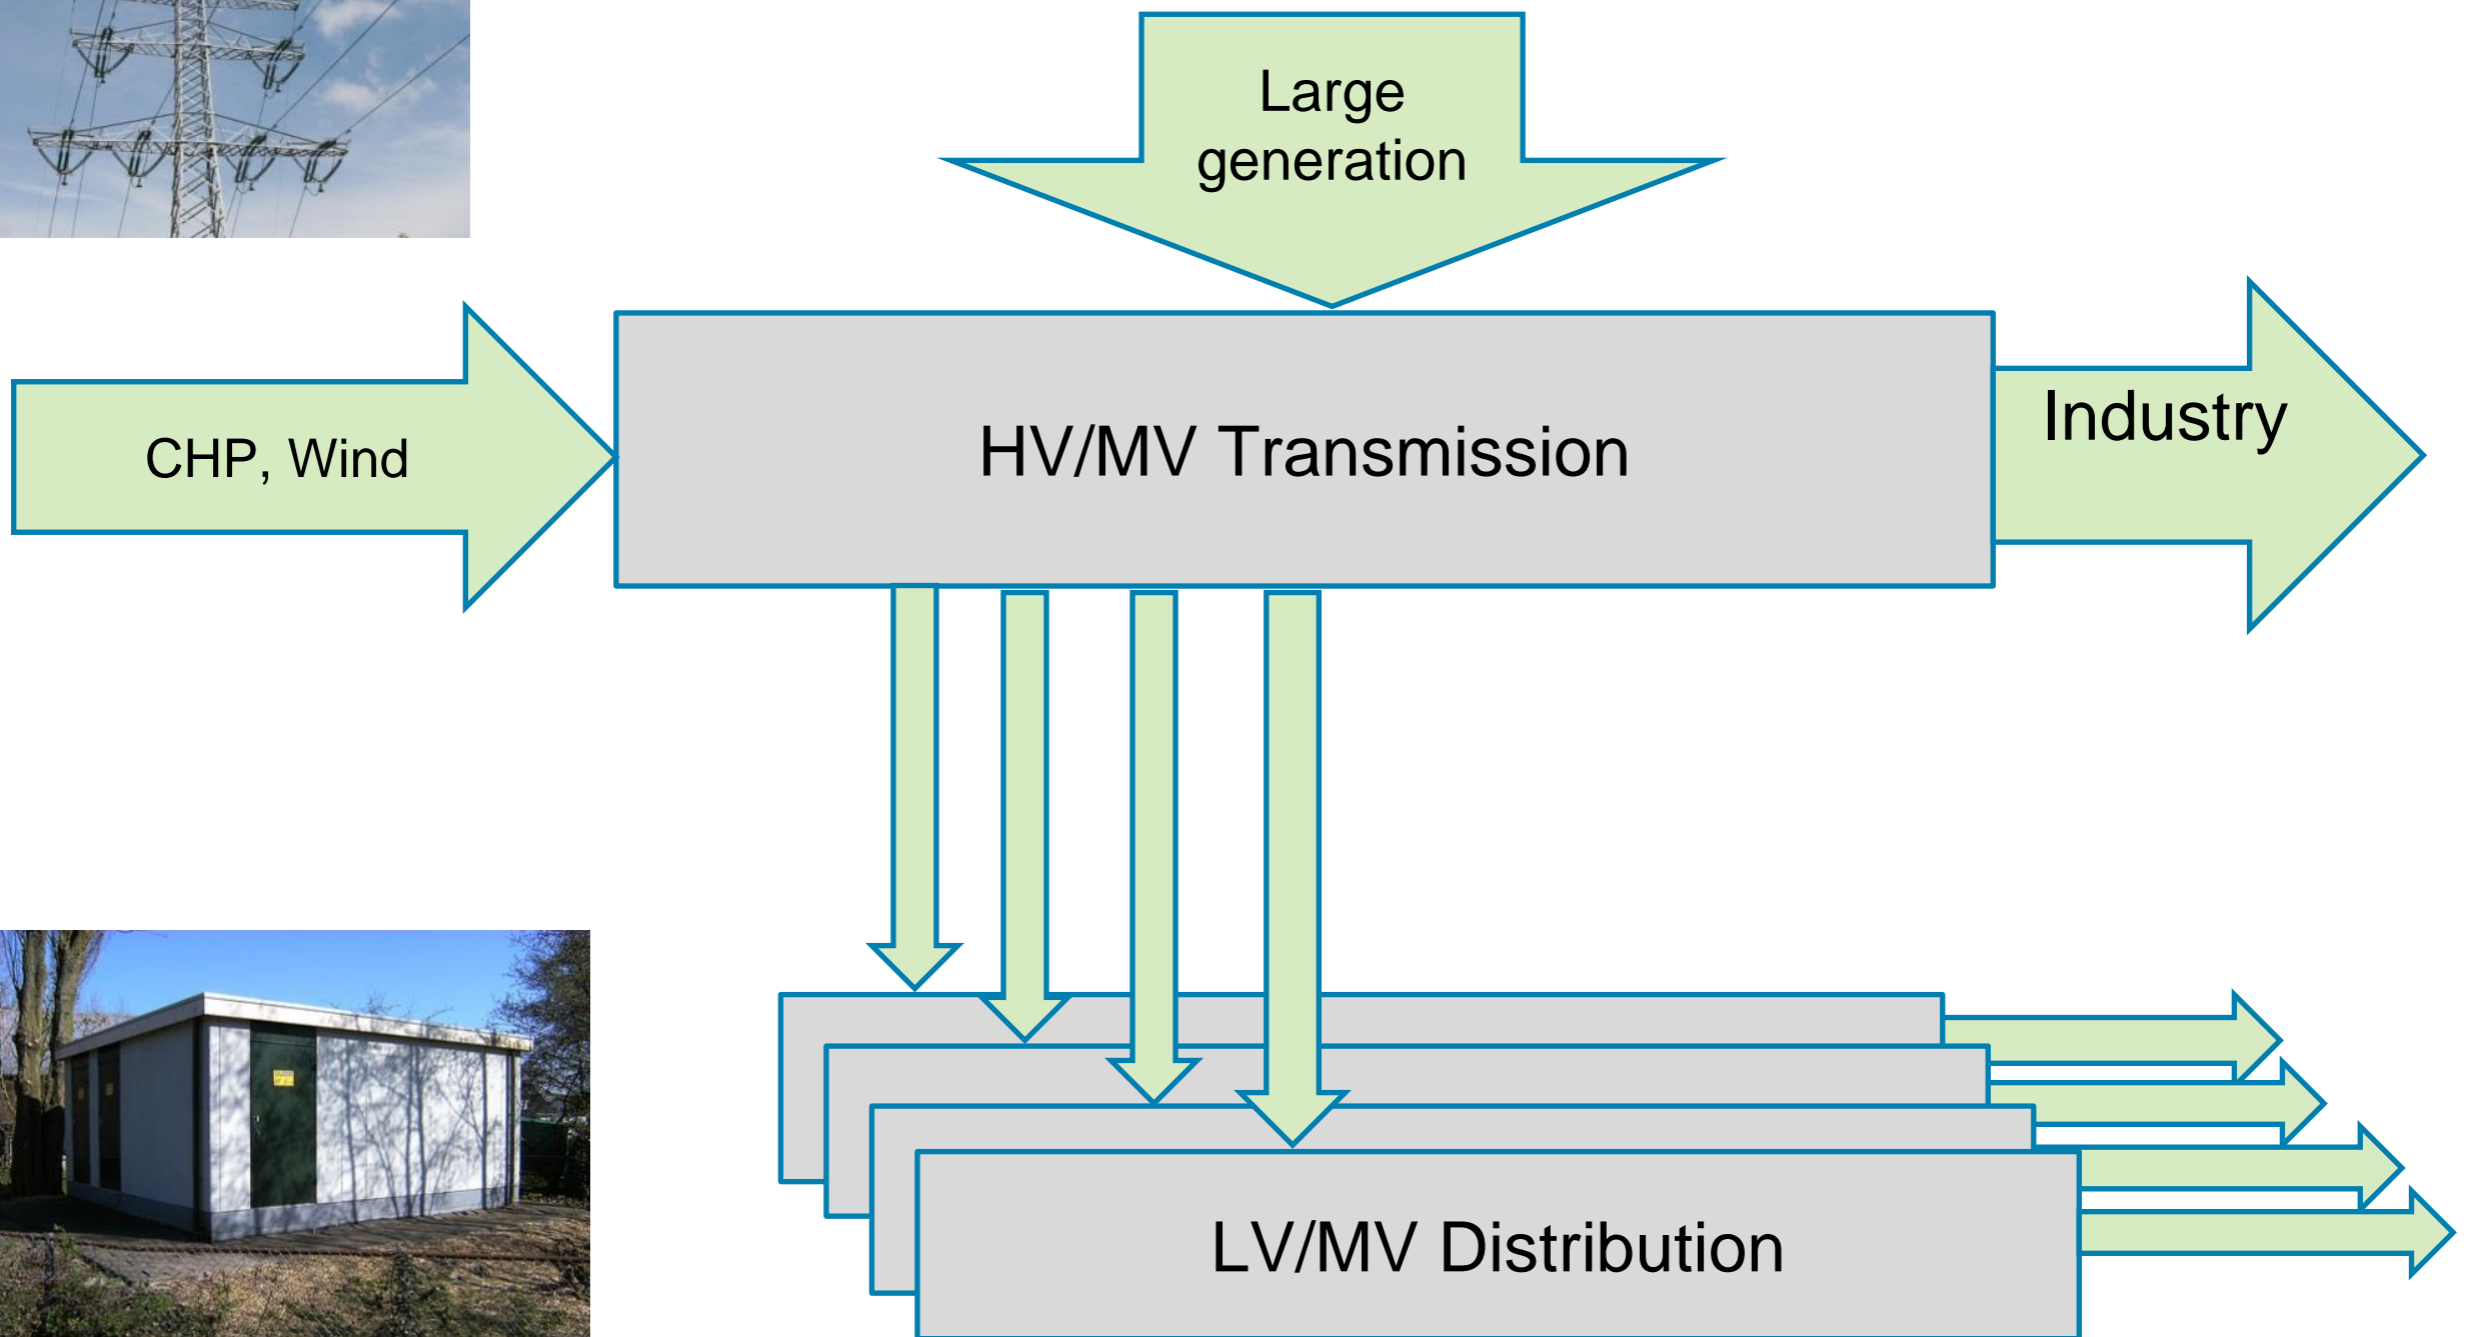 Large
generation
CHP, Wind
HV/MV Transmission
Industry
LV/MV Distribution